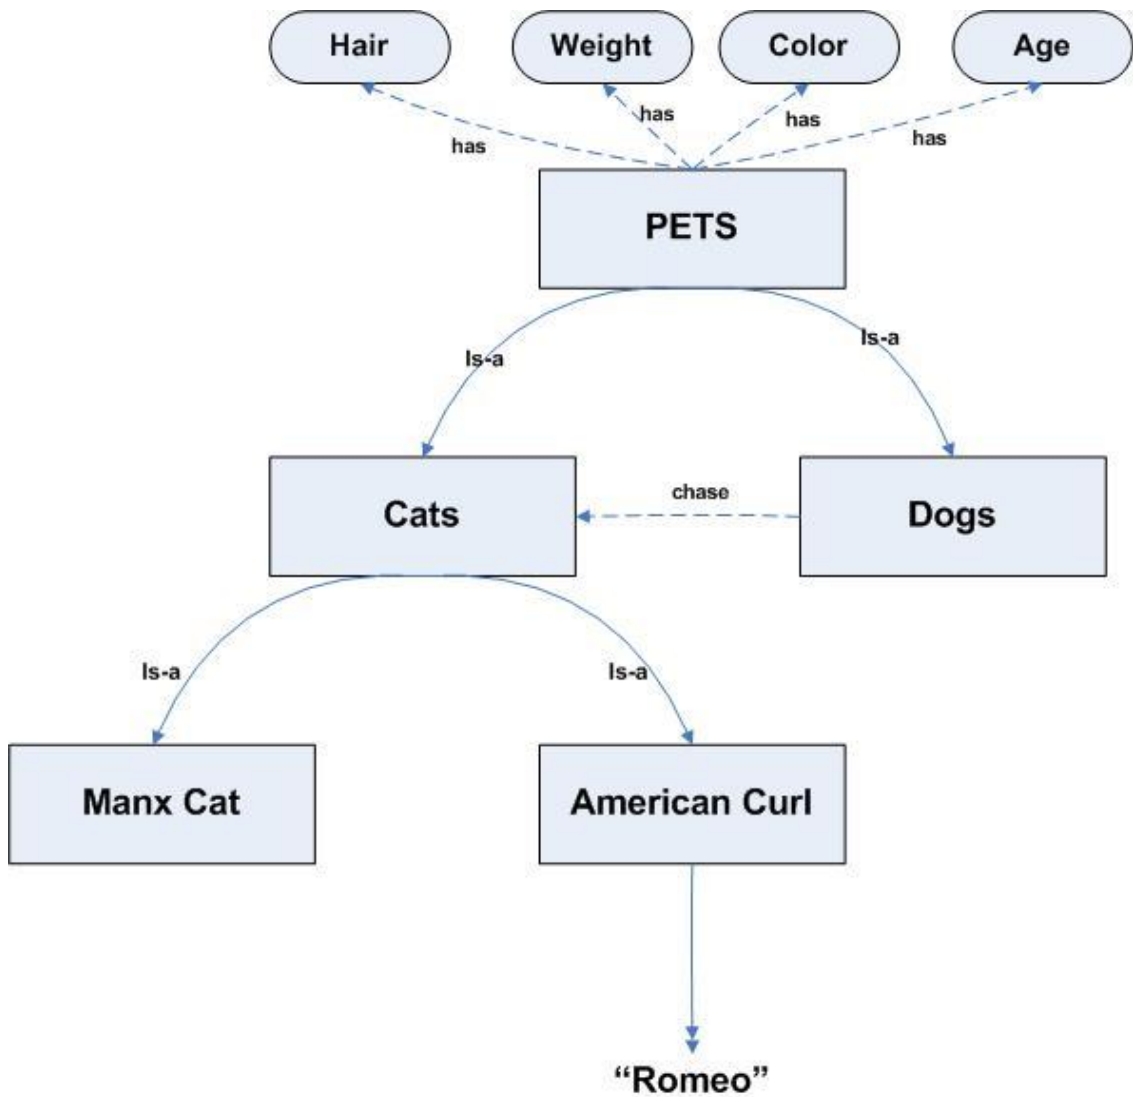 Hair
Weight
Color
Age
has
has
has
has
PETS
Is-a
Is-a
Cats
chase
Dogs
Is-a
Is-a
Manx Cat
American Curl
“Romeo”